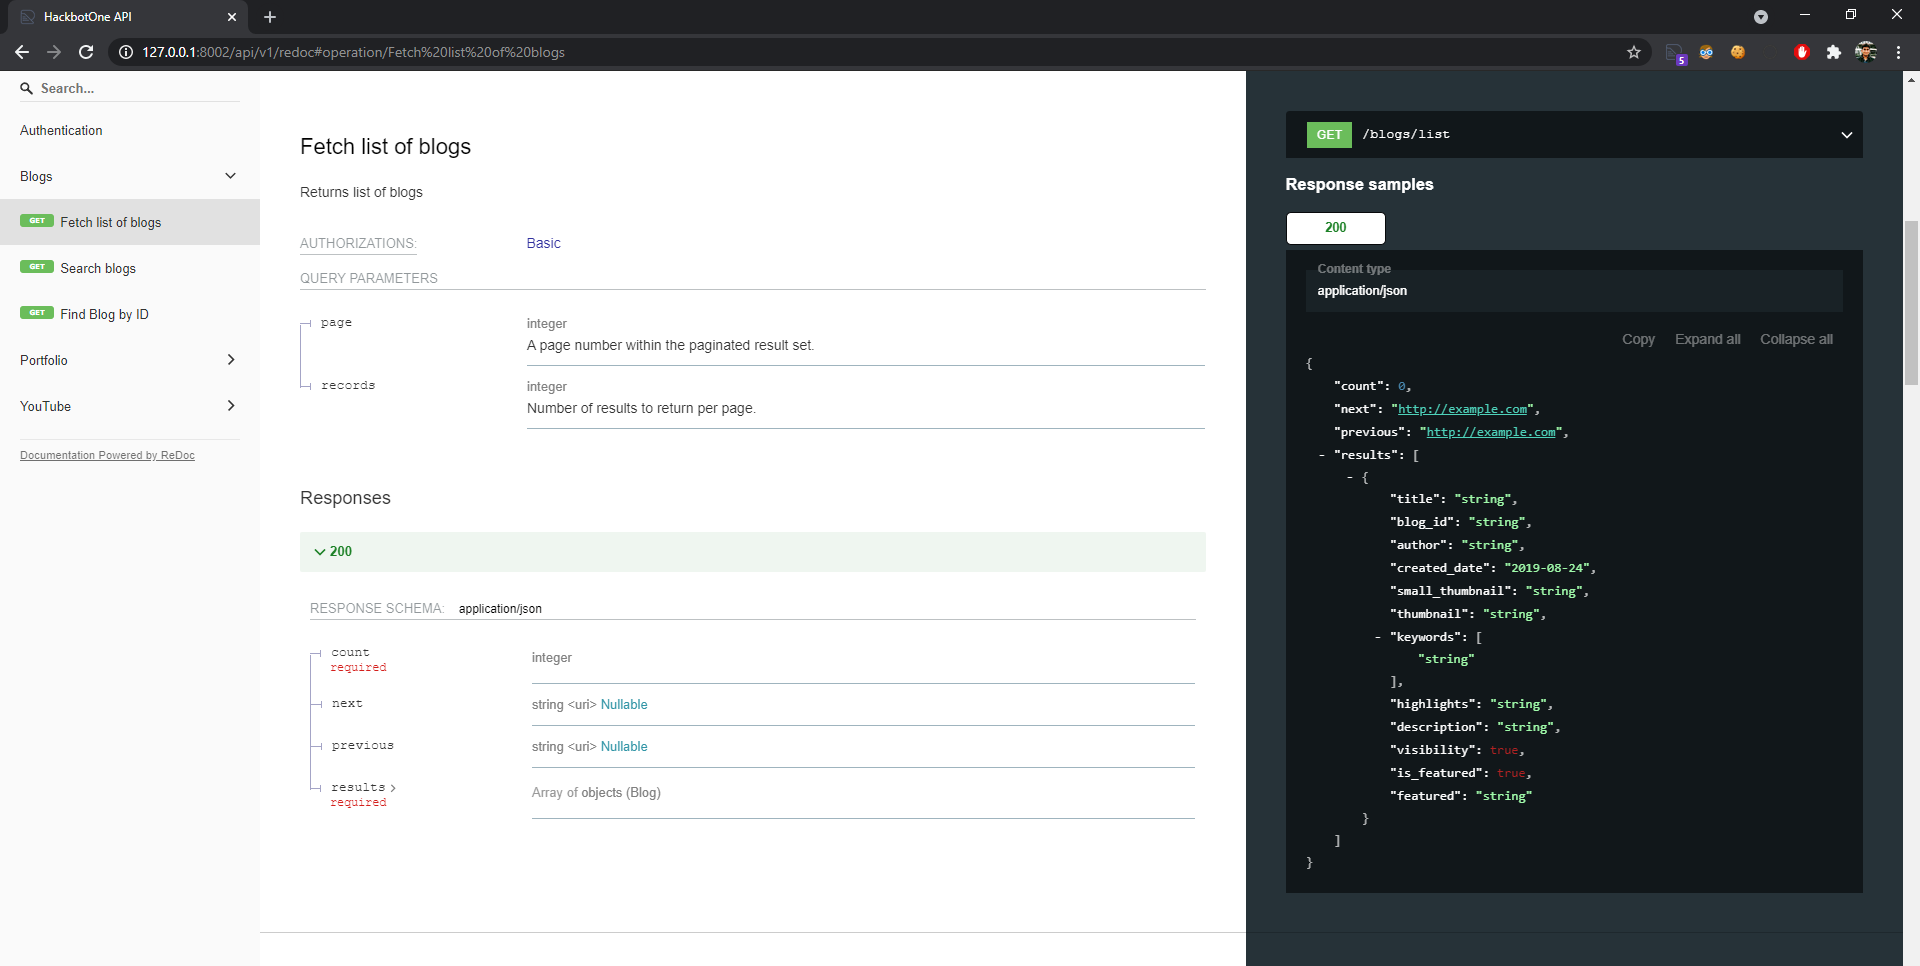 HackbotOne API
127.0.0.1:8002/api/v1/redoc#operation/Fetch%20list%20of%20blogs
5
Search...
Authentication
Blogs
GET Fetch list of blogs
GET Search blogs
GET Find Blog by ID
Portfolio
YouTube
Documentation Powered by ReDoc
Fetch list of blogs
Returns list of blogs
AUTHORIZATIONS: Basic
QUERY PARAMETERS
page integer
A page number within the paginated result set.
records integer
Number of results to return per page.
Responses
200
RESPONSE SCHEMA: application/json
count
required
integer
next string <uri> Nullable
previous string <uri> Nullable
results
required
Array of objects (Blog)
GET /blogs/list
Response samples
200
Content type
application/json
Copy Expand all Collapse all
{
"count": 0,
"next": "http://example.com",
"previous": "http://example.com",
- "results": [
- {
"title": "string",
"blog_id": "string",
"author": "string",
"created_date": "2019-08-24",
"small_thumbnail": "string",
"thumbnail": "string",
- "keywords": [
"string"
],
"highlights": "string",
"description": "string",
"visibility": true,
"is_featured": true,
"featured": "string"
}
]
}